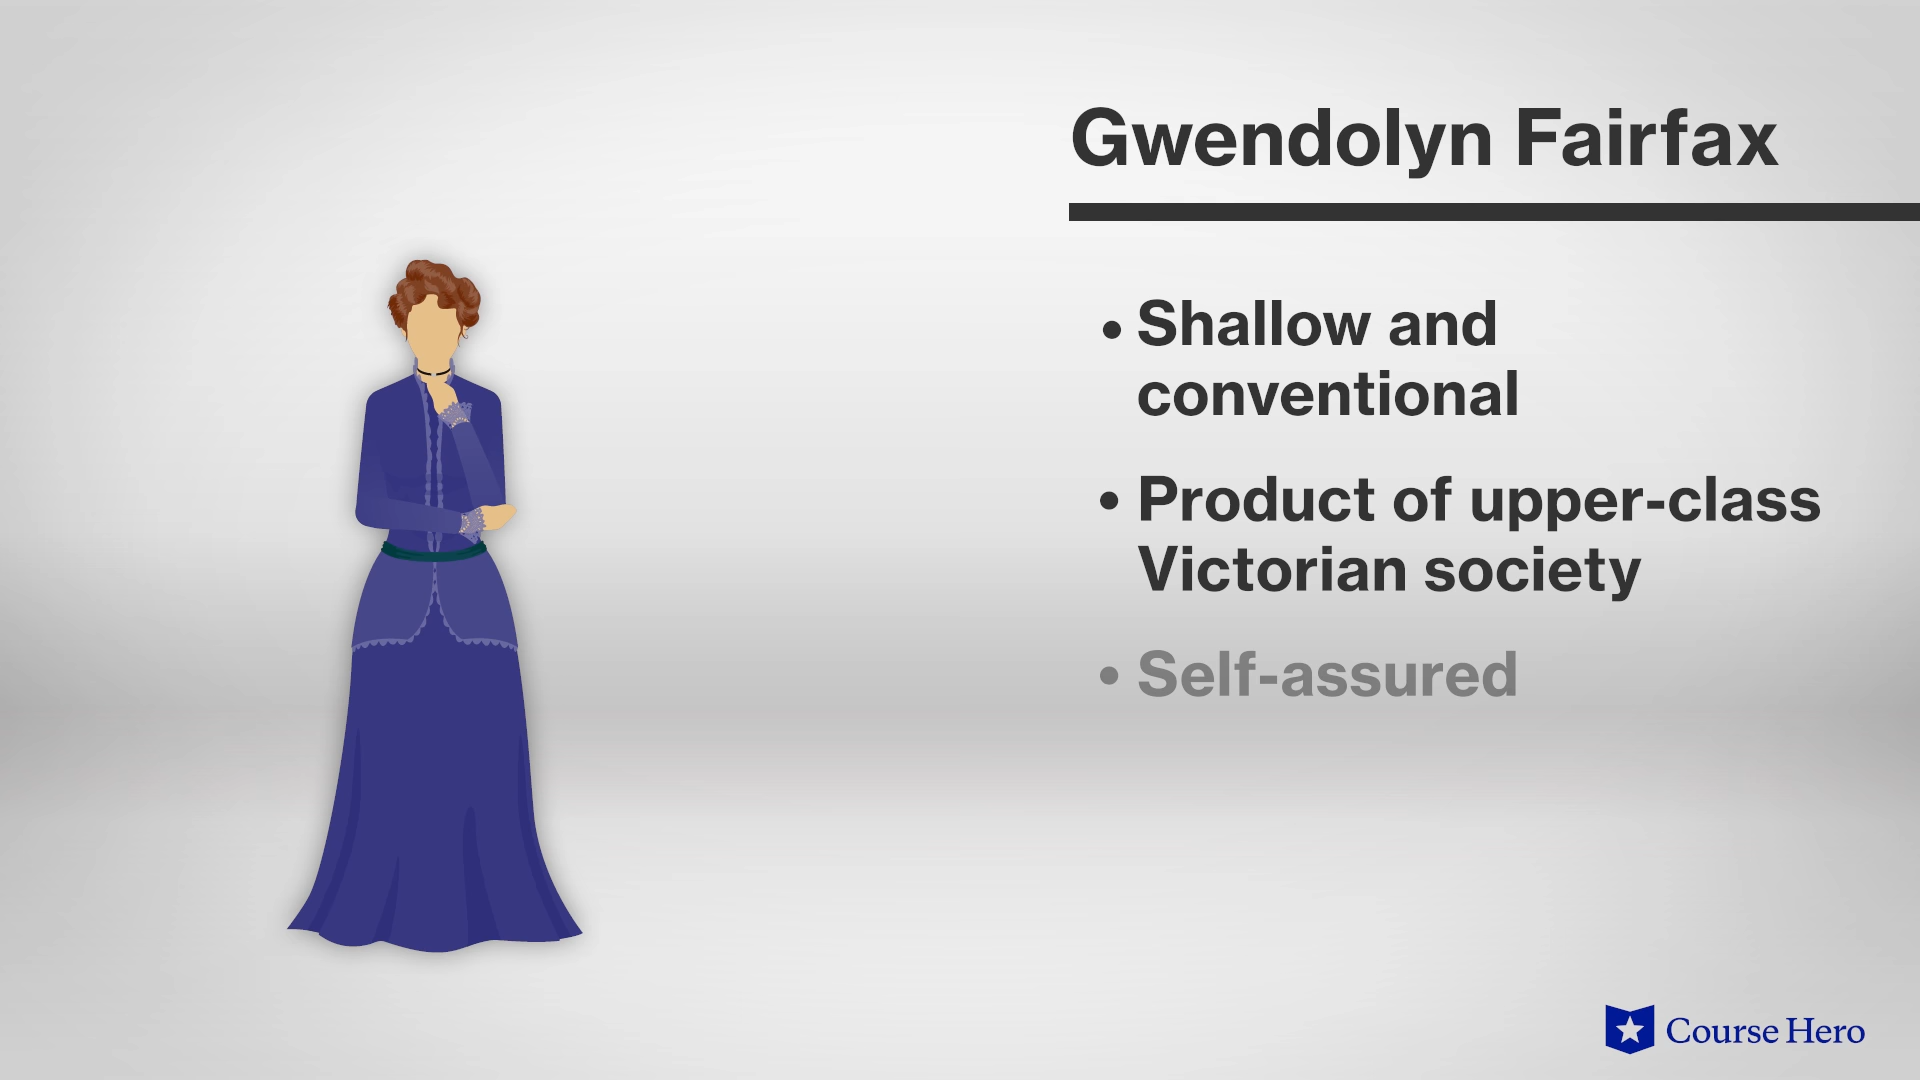 Gwendolyn Fairfax
• Shallow and
conventional
• Product of upper-class
Victorian society
• Self-assured
Course Hero